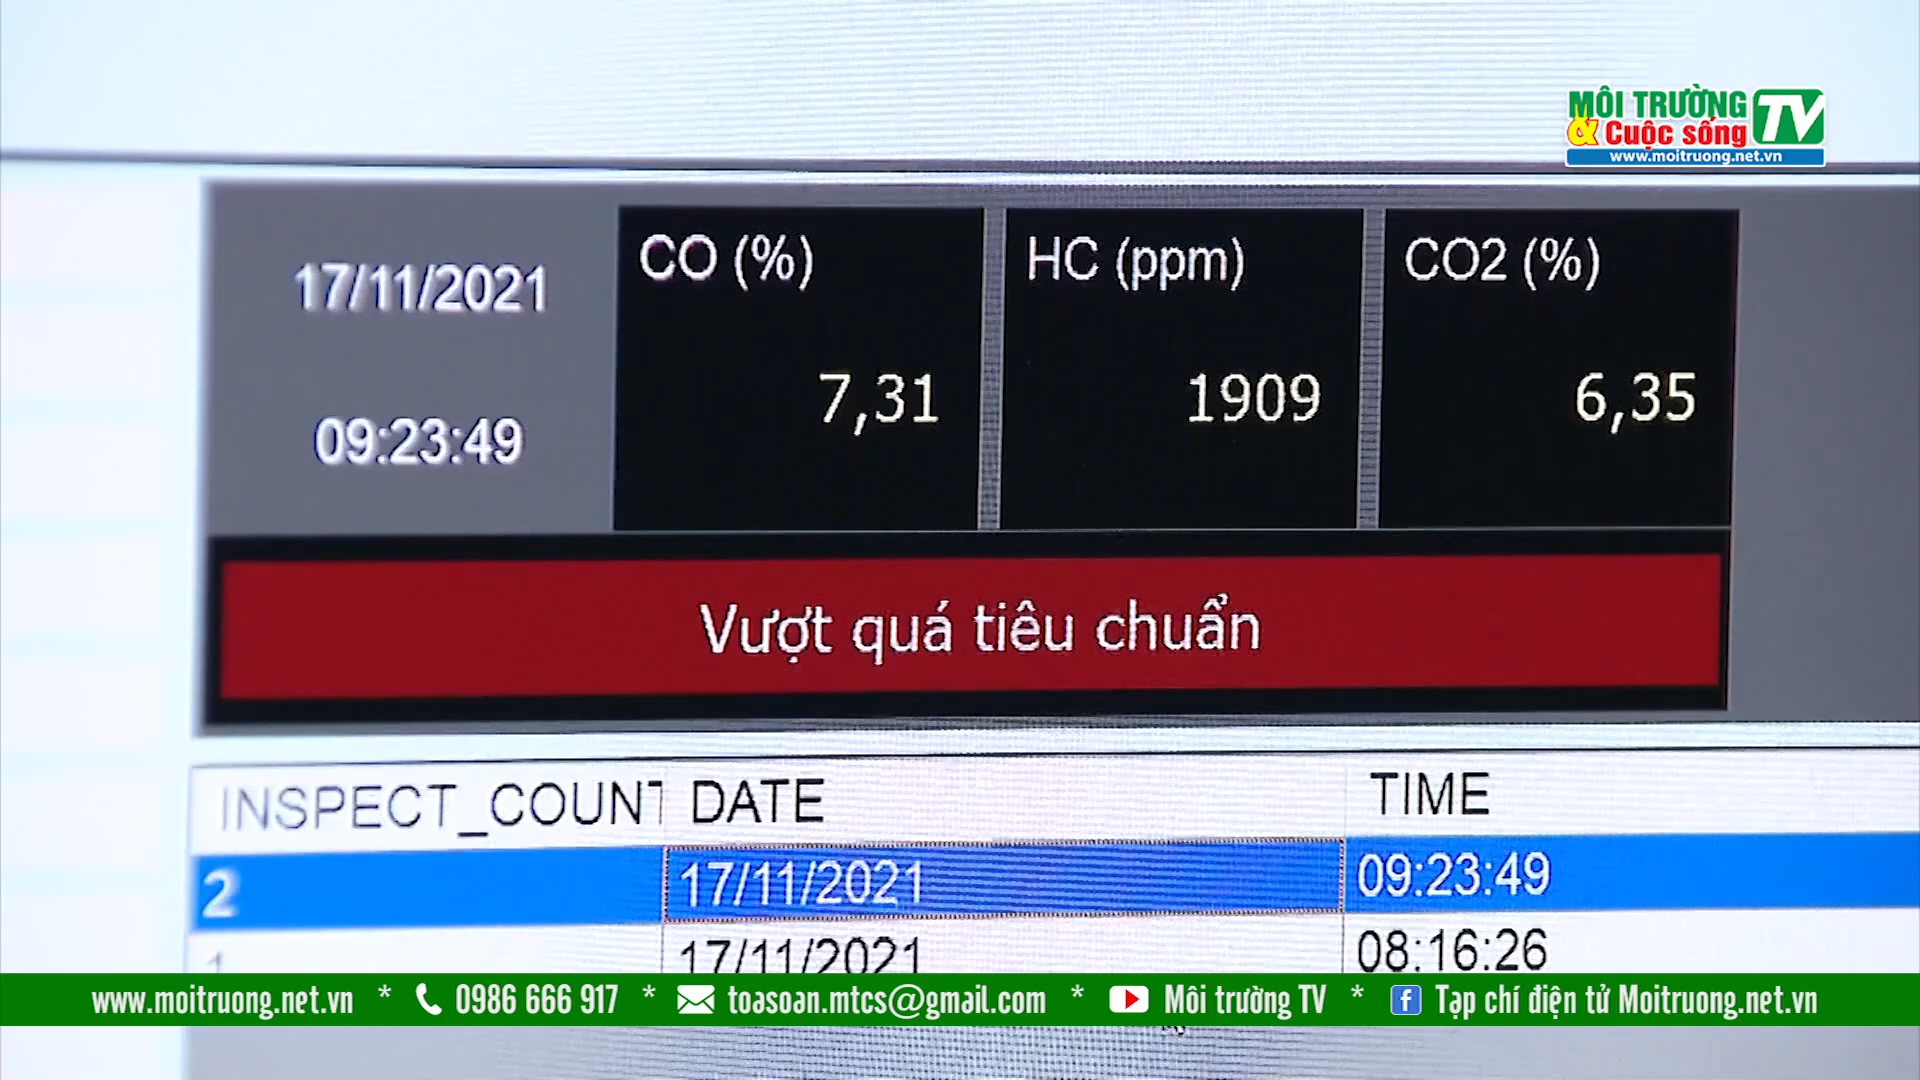 MÔI TRƯỜNG
& Cuộc sống
TV
www.moitruong.net.vn
17/11/2021
09:23:49
CO (%)
7,31
HC (ppm)
1909
CO2 (%)
6,35
Vượt quá tiêu chuẩn
INSPECT_COUNT DATE TIME
2 17/11/2021 09:23:49
1 17/11/2021 08:16:26
www.moitruong.net.vn * 0986 666 917 * toasoan.mtcs@gmail.com * Môi trường TV * Tạp chí điện tử Moitruong.net.vn